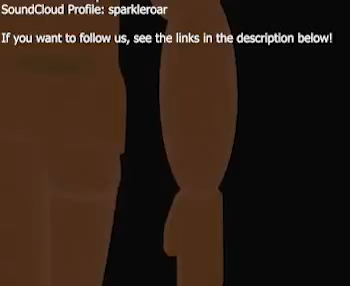 SoundCloud Profile: sparkleroar
If you want to follow us, see the links in the description below!